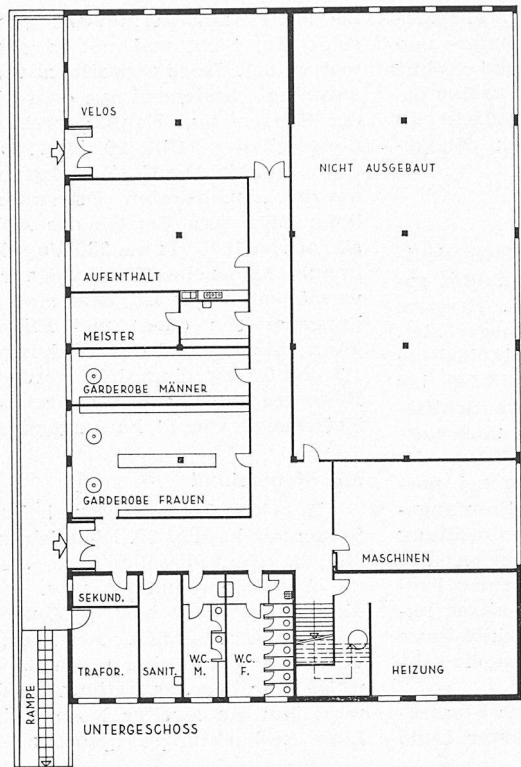 VELOS
NICHT AUSGEBAUT
AUFENTHALT
MEISTER
GARDEROBE MÄNNER
GARDEROBE FRAUEN
MASCHINEN
SEKUND.
TRAFOR.
SANIT.
W.C.
M.
W.C.
F.
HEIZUNG
RAMPE
UNTERGESCHOSS